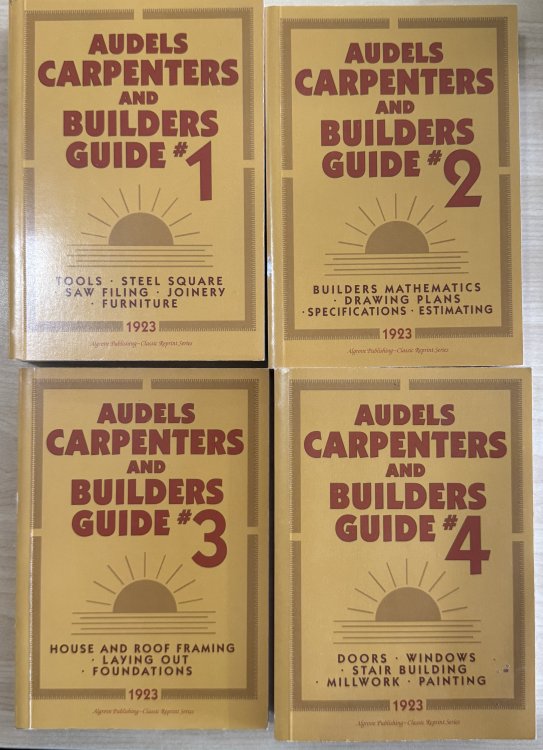 AUDELS
CARPENTERS
AND
BUILDERS
GUIDE #1
TOOLS · STEEL SQUARE
SAW FILING · JOINERY
· FURNITURE
1923
Algrove Publishing~Classic Reprint Series
AUDELS
CARPENTERS
AND
BUILDERS
GUIDE #2
BUILDERS MATHEMATICS
· DRAWING PLANS
· SPECIFICATIONS · ESTIMATING
1923
Algrove Publishing~Classic Reprint Series
AUDELS
CARPENTERS
AND
BUILDERS
GUIDE #3
HOUSE AND ROOF FRAMING
· LAYING OUT
· FOUNDATIONS
1923
Algrove Publishing~Classic Reprint Series
AUDELS
CARPENTERS
AND
BUILDERS
GUIDE #4
DOORS · WINDOWS
· STAIR BUILDING
· MILLWORK · PAINTING
1923
Algrove Publishing~Classic Reprint Series